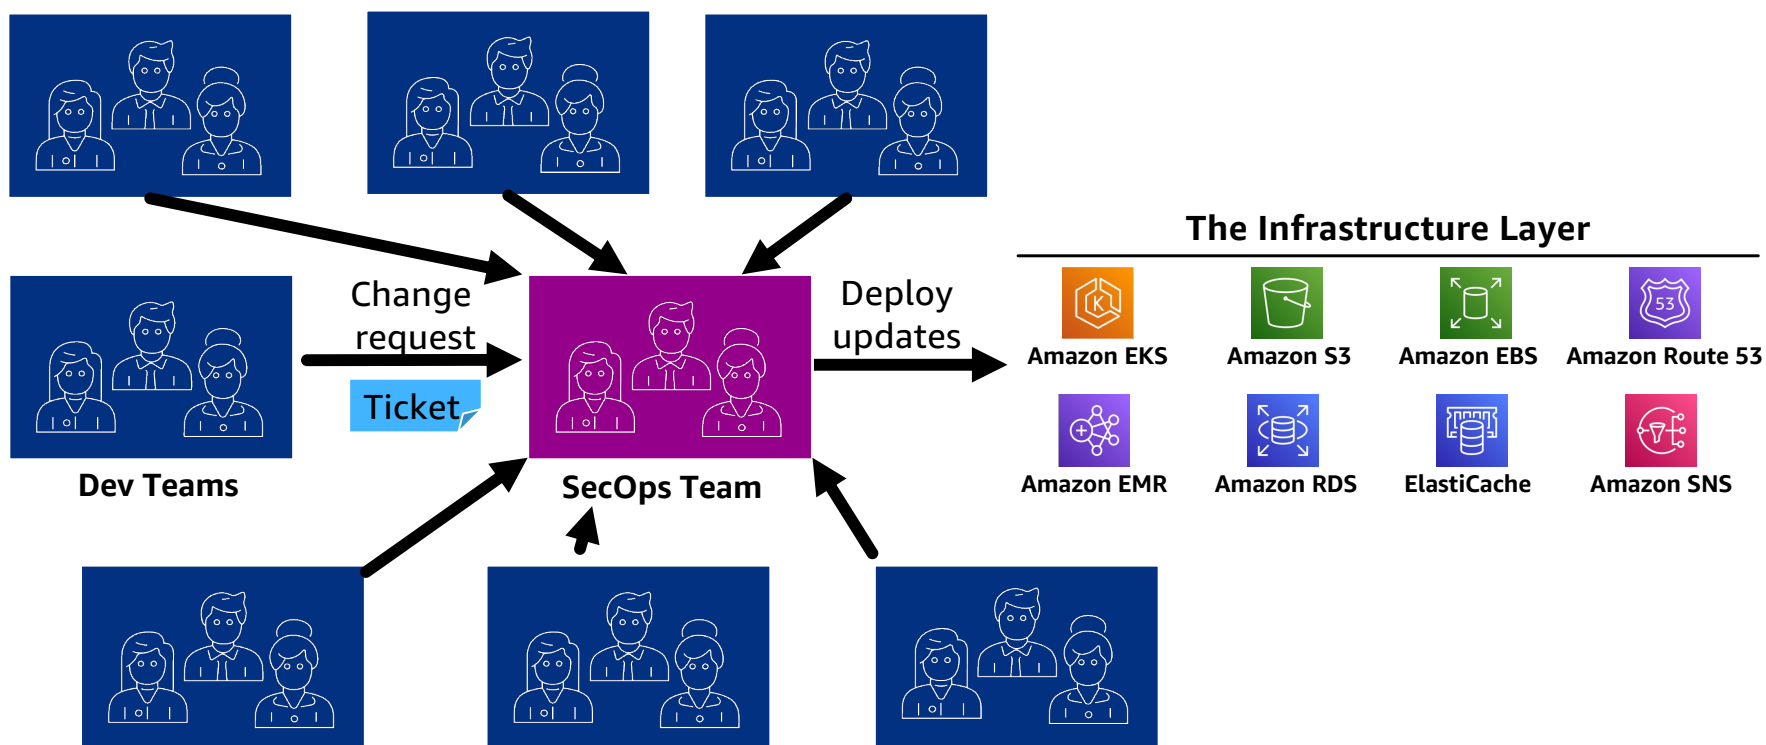 The Infrastructure Layer
Change
request
Ticket
Deploy
updates
K
53
Amazon EKS
Amazon S3
Amazon EBS
Amazon Route 53
Amazon EMR
Amazon RDS
ElastiCache
Amazon SNS
Dev Teams
SecOps Team